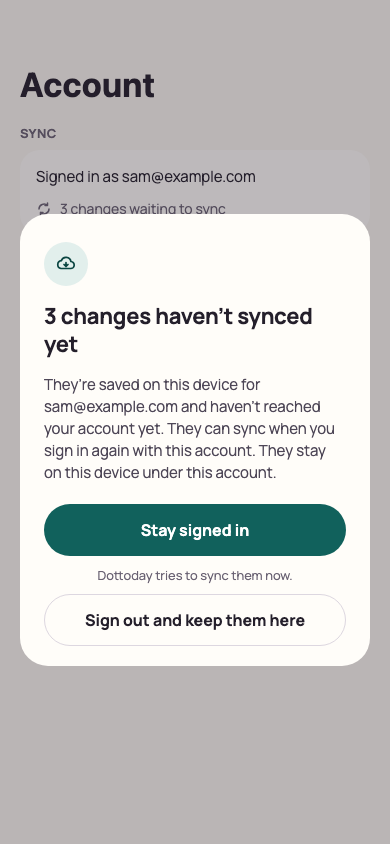 Account
SYNC
Signed in as sam@example.com
3 changes waiting to sync
3 changes haven't synced
yet
They're saved on this device for
sam@example.com and haven't reached
your account yet. They can sync when you
sign in again with this account. They stay
on this device under this account.
Stay signed in
Dottoday tries to sync them now.
Sign out and keep them here